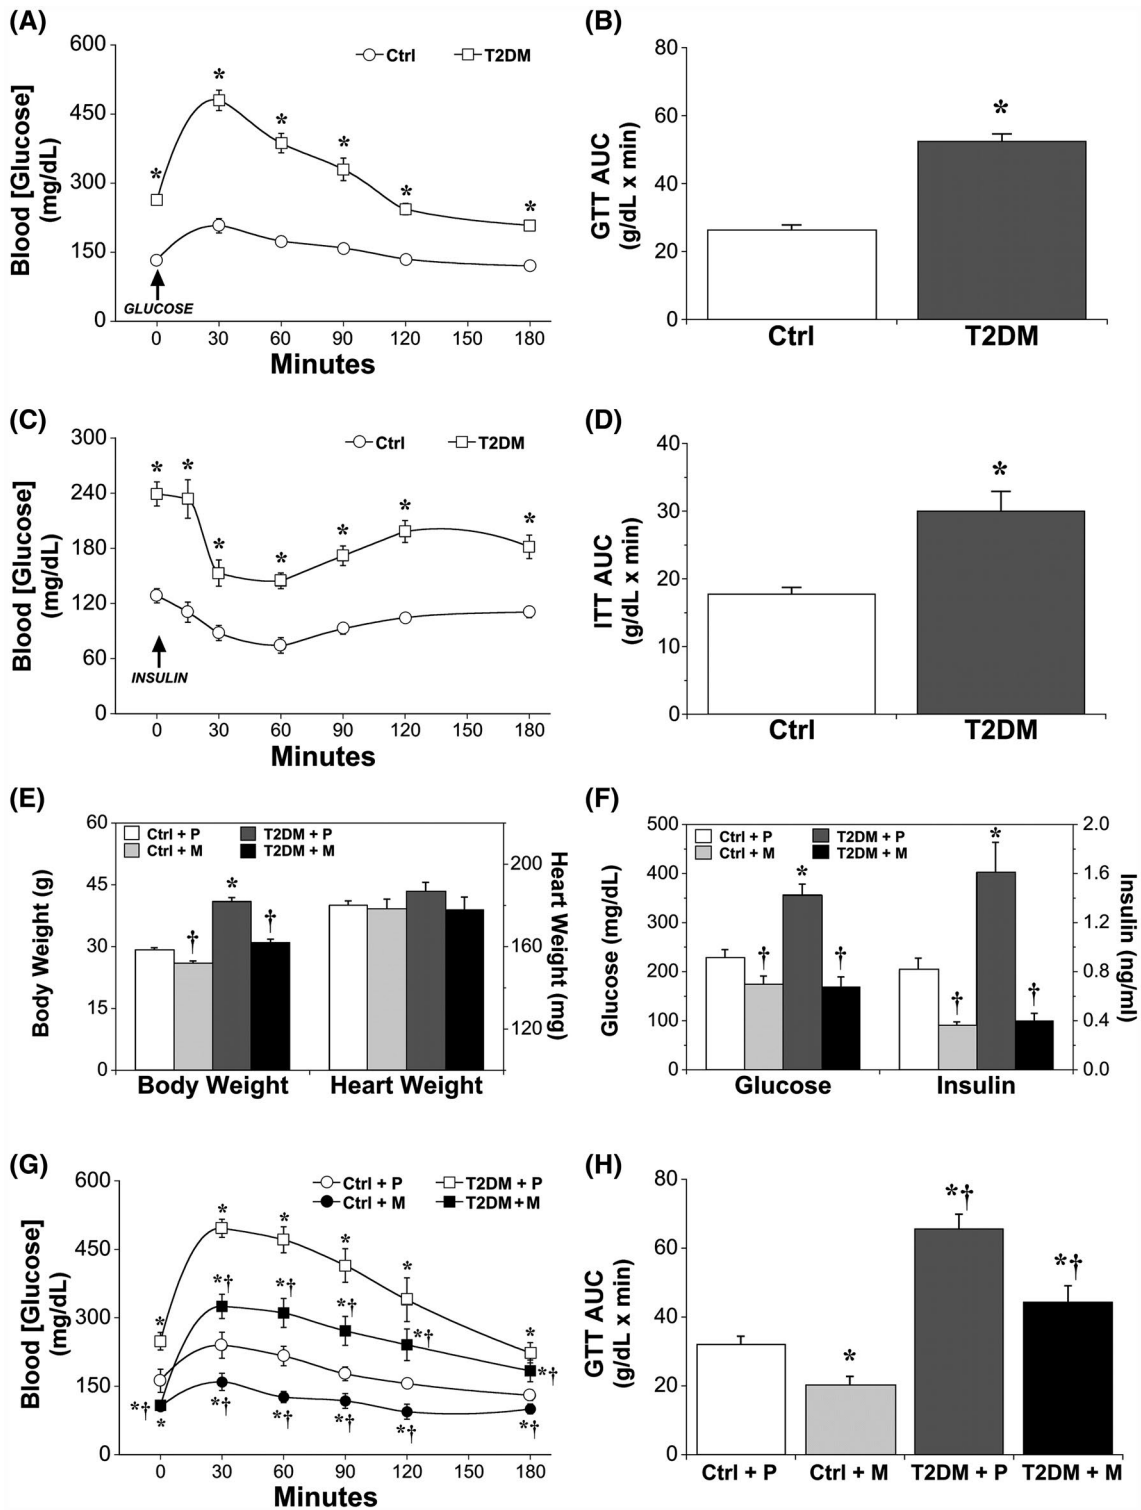 (A)
600
450
300
150
0
Blood [Glucose]
(mg/dL)
Ctrl T2DM
* * * * * *
GLUCOSE
0 30 60 90 120 150 180
Minutes
(B)
80
60
40
20
0
GTT AUC
(g/dL x min)
*
Ctrl T2DM
(C)
300
240
180
120
60
0
Blood [Glucose]
(mg/dL)
Ctrl T2DM
* * * * * * *
INSULIN
0 30 60 90 120 150 180
Minutes
(D)
40
30
20
10
0
ITT AUC
(g/dL x min)
*
Ctrl T2DM
(E)
60
45
30
15
0
Body Weight (g)
Ctrl + P T2DM + P
Ctrl + M T2DM + M
† * †
200
160
120
Heart Weight (mg)
Body Weight Heart Weight
(F)
500
400
300
200
100
0
Glucose (mg/dL)
Ctrl + P T2DM + P
Ctrl + M T2DM + M
† * † † * †
2.0
1.6
1.2
0.8
0.4
0.0
Insulin (ng/ml)
Glucose Insulin
(G)
600
450
300
150
0
Blood [Glucose]
(mg/dL)
Ctrl + P T2DM + P
Ctrl + M T2DM + M
* * * * * *
*† *† *† *† *†
*† * *† *† *† *† *†
0 30 60 90 120 150 180
Minutes
(H)
80
60
40
20
0
GTT AUC
(g/dL x min)
* *† *†
Ctrl + P Ctrl + M T2DM + P T2DM + M